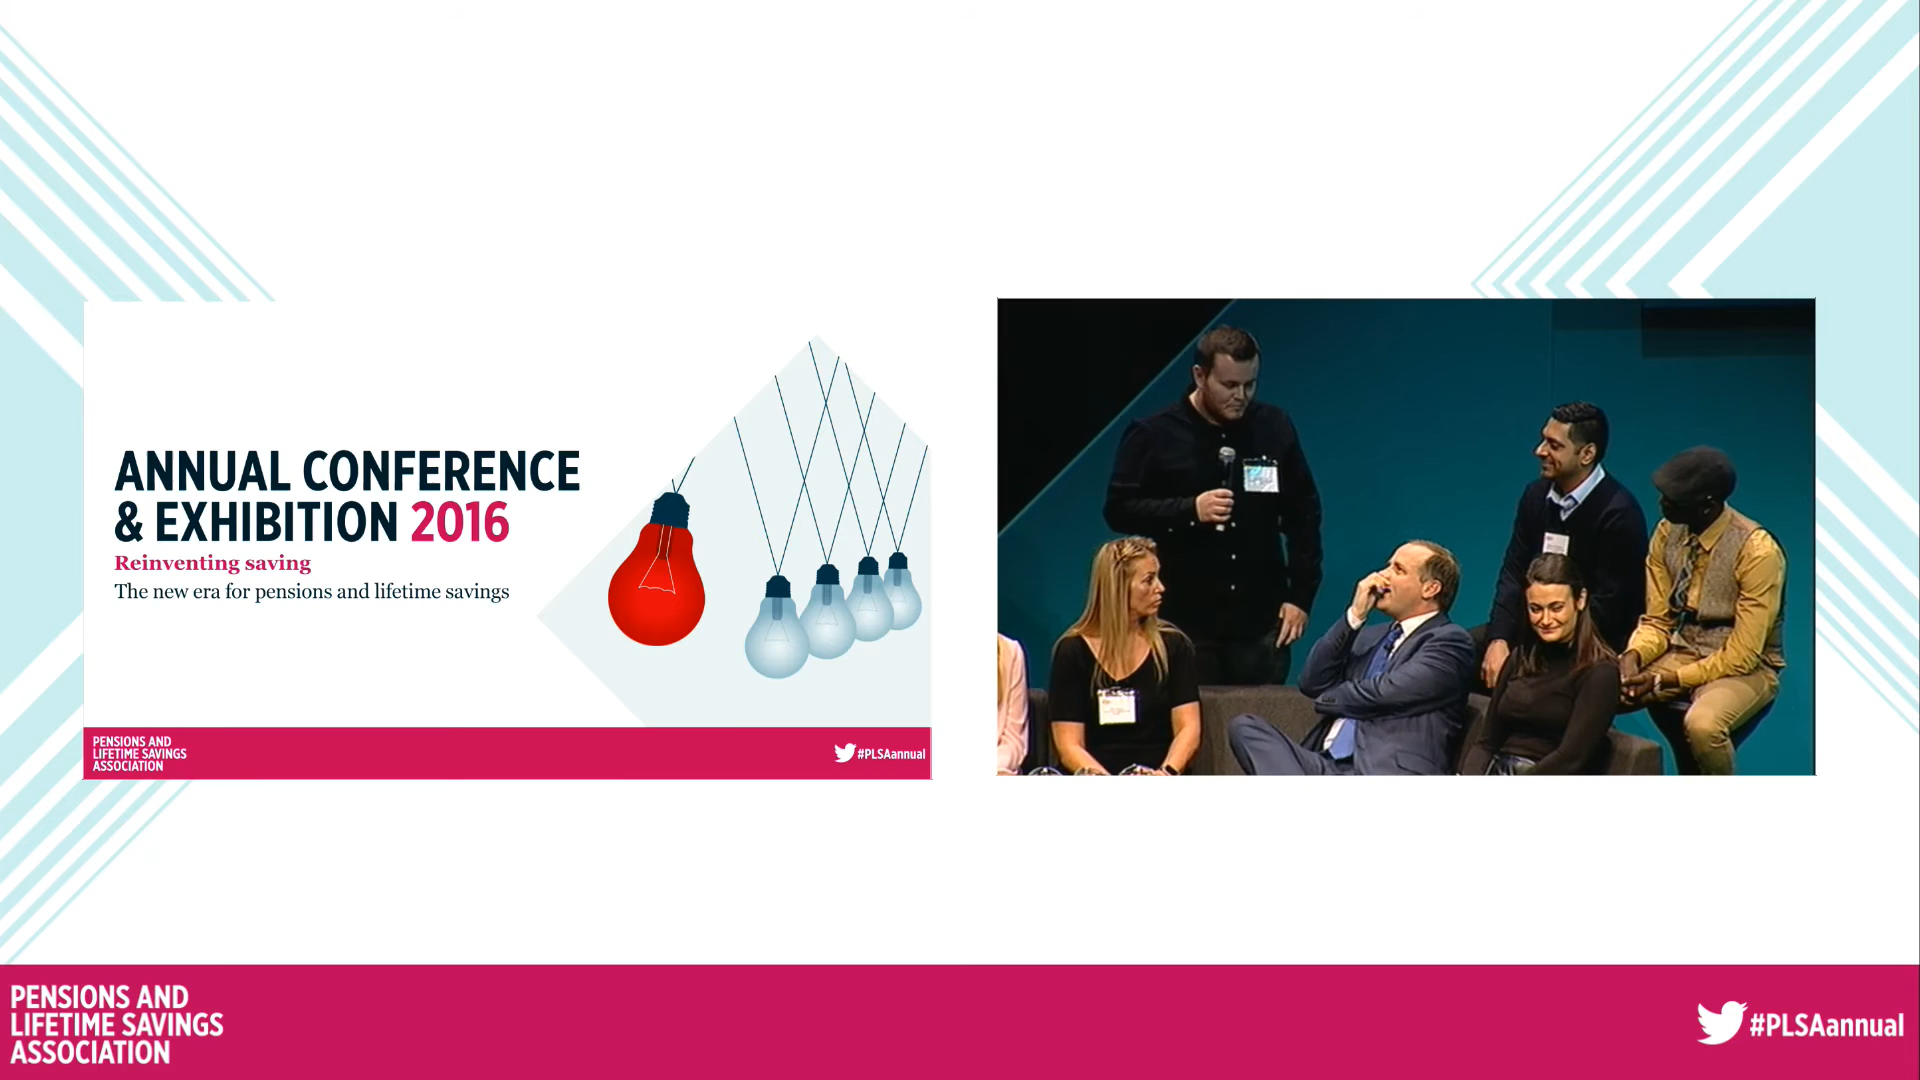 ANNUAL CONFERENCE
& EXHIBITION 2016
Reinventing saving
The new era for pensions and lifetime savings
PENSIONS AND
LIFETIME SAVINGS
ASSOCIATION
#PLSAannual
PENSIONS AND
LIFETIME SAVINGS
ASSOCIATION
#PLSAannual